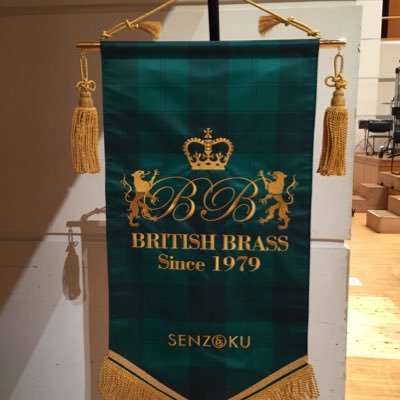 BB
BRITISH BRASS
Since 1979
SENZOKU